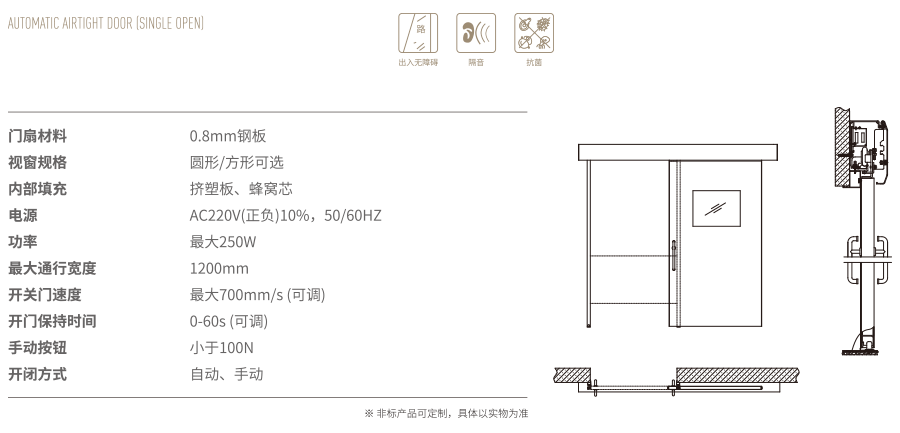 AUTOMATIC AIRTIGHT DOOR (SINGLE OPEN)
路
出入无障碍 隔音 抗菌
门扇材料 0.8mm钢板
视窗规格 圆形/方形可选
内部填充 挤塑板、蜂窝芯
电源 AC220V(正负)10%，50/60HZ
功率 最大250W
最大通行宽度 1200mm
开关门速度 最大700mm/s (可调)
开门保持时间 0-60s (可调)
手动按钮 小于100N
开闭方式 自动、手动
※ 非标产品可定制，具体以实物为准